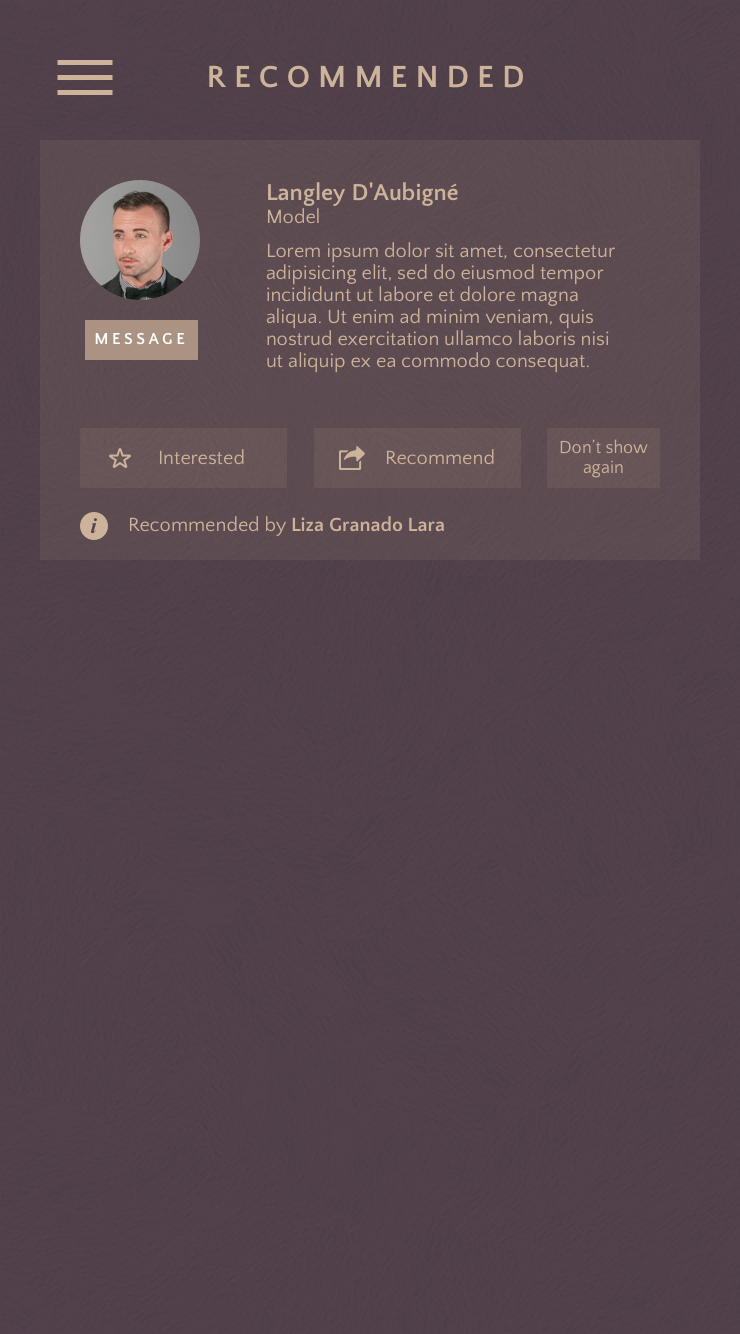 RECOMMENDED
Langley D'Aubigné
Model
Lorem ipsum dolor sit amet, consectetur
adipisicing elit, sed do eiusmod tempor
incididunt ut labore et dolore magna
aliqua. Ut enim ad minim veniam, quis
nostrud exercitation ullamco laboris nisi
ut aliquip ex ea commodo consequat.
MESSAGE
Interested
Recommend
Don't show
again
i
Recommended by Liza Granado Lara